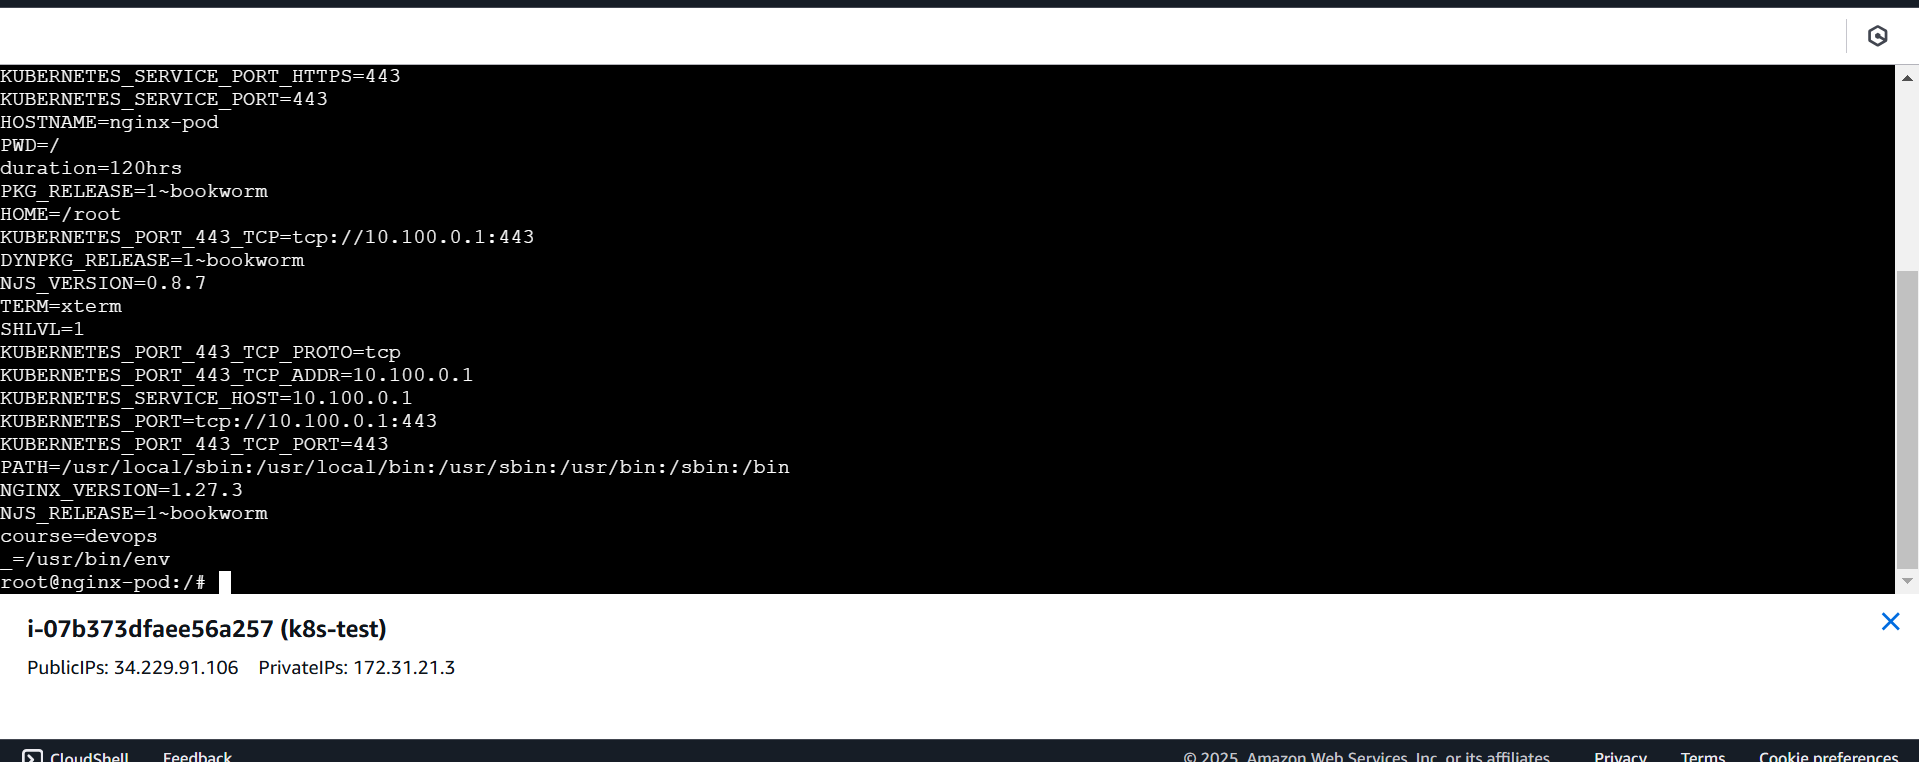 KUBERNETES_SERVICE_PORT_HTTPS=443
KUBERNETES_SERVICE_PORT=443
HOSTNAME=nginx-pod
PWD=/
duration=120hrs
PKG_RELEASE=1~bookworm
HOME=/root
KUBERNETES_PORT_443_TCP=tcp://10.100.0.1:443
DYNPKG_RELEASE=1~bookworm
NJS_VERSION=0.8.7
TERM=xterm
SHLVL=1
KUBERNETES_PORT_443_TCP_PROTO=tcp
KUBERNETES_PORT_443_TCP_ADDR=10.100.0.1
KUBERNETES_SERVICE_HOST=10.100.0.1
KUBERNETES_PORT=tcp://10.100.0.1:443
KUBERNETES_PORT_443_TCP_PORT=443
PATH=/usr/local/sbin:/usr/local/bin:/usr/sbin:/usr/bin:/sbin:/bin
NGINX_VERSION=1.27.3
NJS_RELEASE=1~bookworm
course=devops
_=/usr/bin/env
root@nginx-pod:/#
i-07b373dfaee56a257 (k8s-test)
PublicIPs: 34.229.91.106 PrivateIPs: 172.31.21.3
CloudShell Feedback © 2025, Amazon Web Services, Inc. or its affiliates. Privacy Terms Cookie preferences